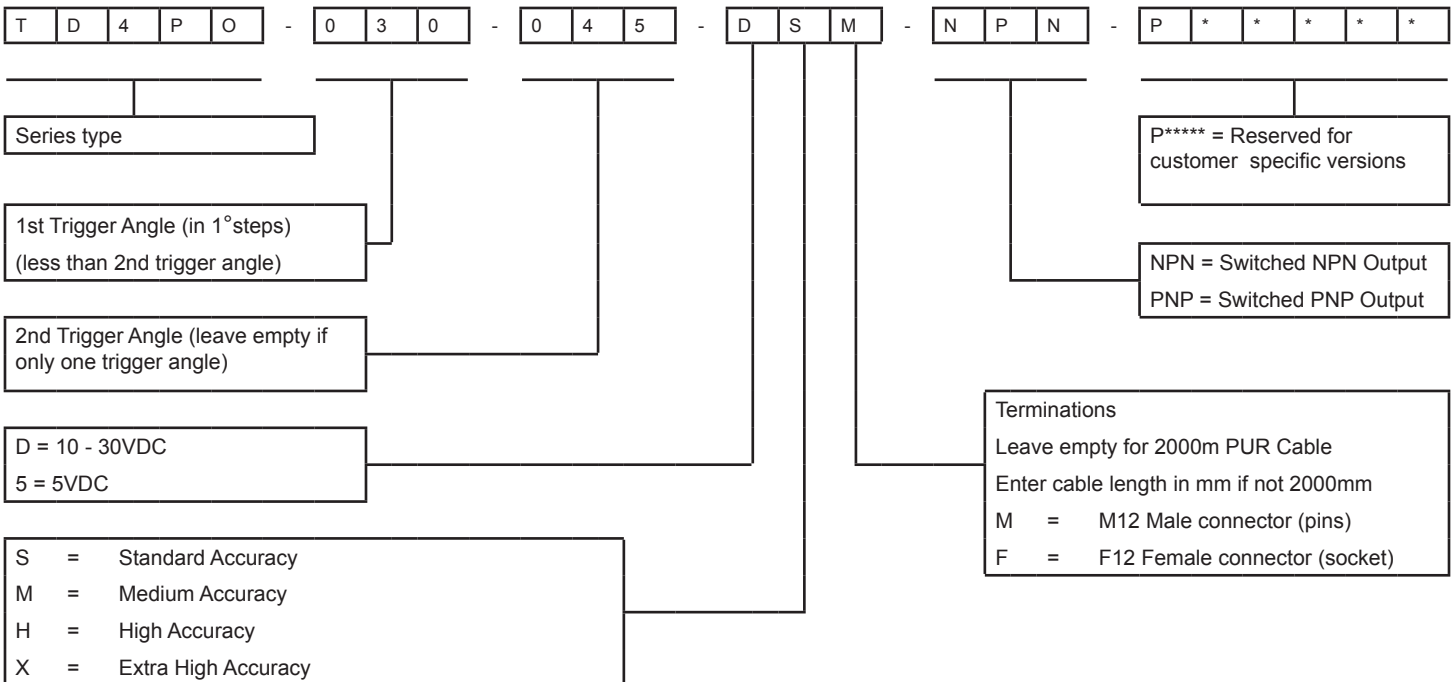 T D 4 P O - 0 3 0 - 0 4 5 - D S M - N P N - P * * * * *
Series type
P***** = Reserved for
customer specific versions
1st Trigger Angle (in 1°steps)
(less than 2nd trigger angle)
NPN = Switched NPN Output
PNP = Switched PNP Output
2nd Trigger Angle (leave empty if
only one trigger angle)
D = 10 - 30VDC
5 = 5VDC
Terminations
Leave empty for 2000m PUR Cable
Enter cable length in mm if not 2000mm
M = M12 Male connector (pins)
F = F12 Female connector (socket)
S = Standard Accuracy
M = Medium Accuracy
H = High Accuracy
X = Extra High Accuracy